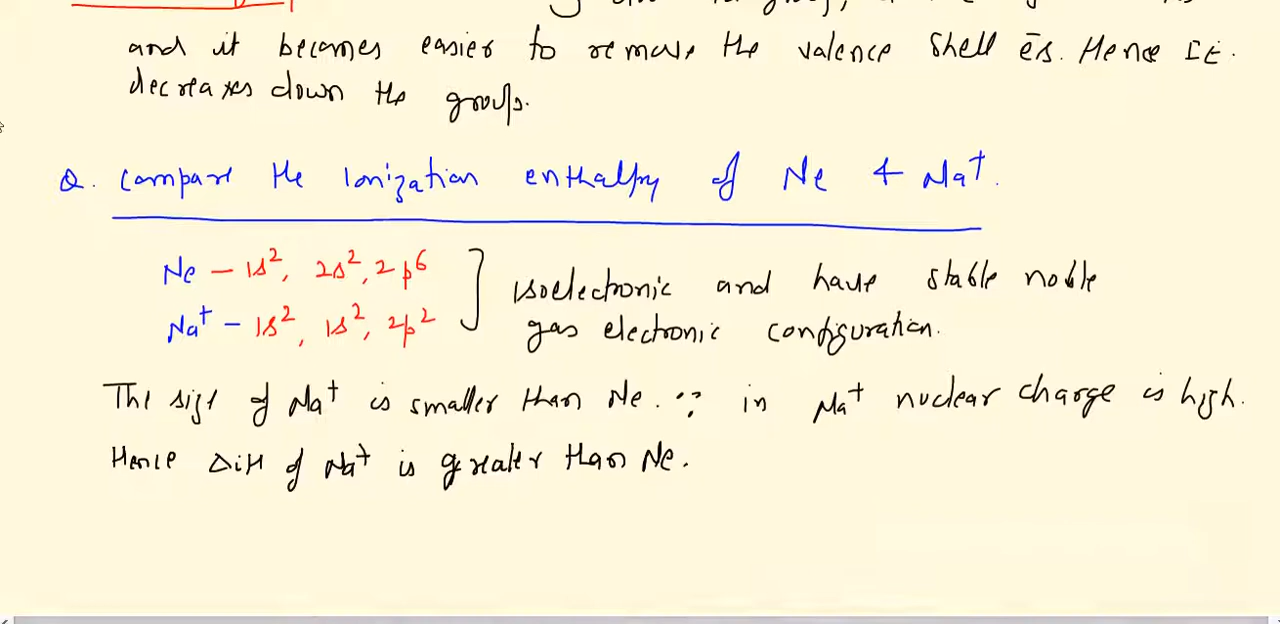 and it becomes easier to remove the valence shell ēs. Hence IE.
decreases down the group.
Q. Compare the Ionization enthalpy of Ne & Na⁺.
Ne – 1s², 2s², 2p⁶
Na⁺ – 1s², 1s², 2p²
isoelectronic and have stable noble
gas electronic configuration.
The size of Na⁺ is smaller than Ne. ∵ in Na⁺ nuclear charge is high.
Hence ΔiH of Na⁺ is greater than Ne.